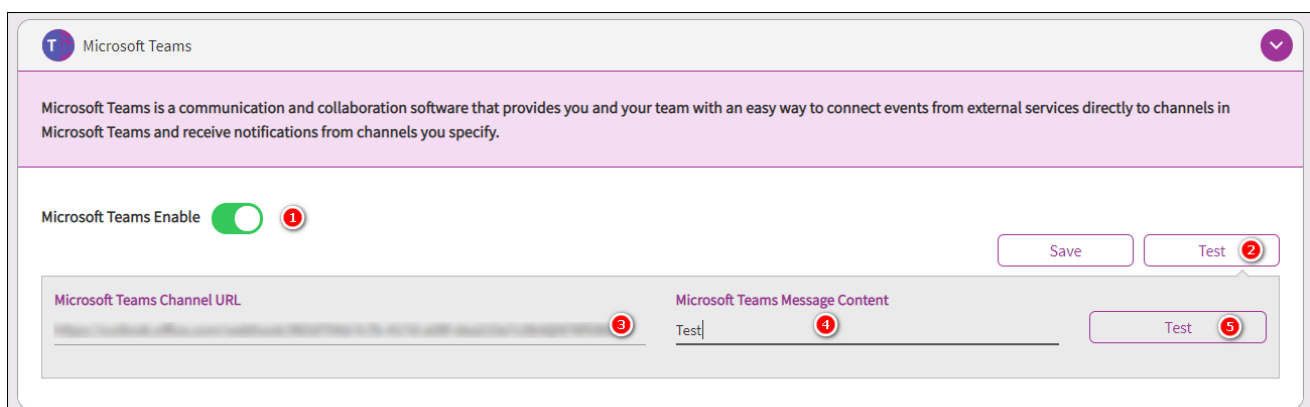 T Microsoft Teams
Microsoft Teams is a communication and collaboration software that provides you and your team with an easy way to connect events from external services directly to channels in
Microsoft Teams and receive notifications from channels you specify.
Microsoft Teams Enable 1
Save Test 2
Microsoft Teams Channel URL Microsoft Teams Message Content
3 Test 4 Test 5